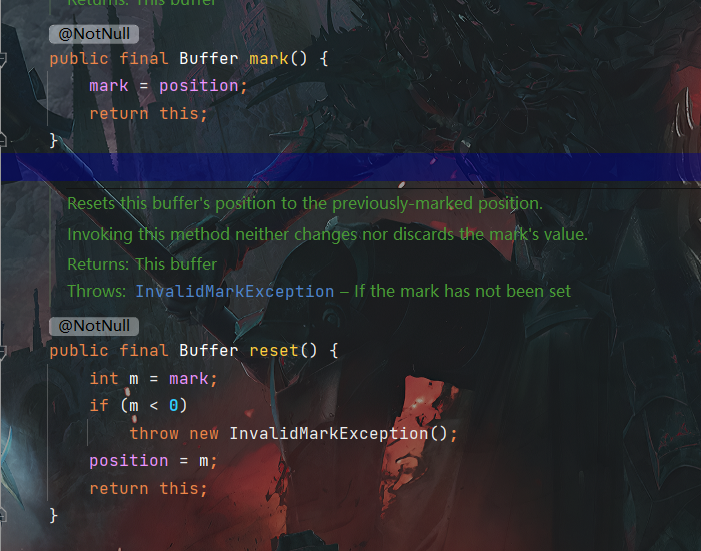 Returns: This buffer
@NotNull
public final Buffer mark() {
mark = position;
return this;
}
Resets this buffer's position to the previously-marked position.
Invoking this method neither changes nor discards the mark's value.
Returns: This buffer
Throws: InvalidMarkException – If the mark has not been set
@NotNull
public final Buffer reset() {
int m = mark;
if (m < 0)
throw new InvalidMarkException();
position = m;
return this;
}